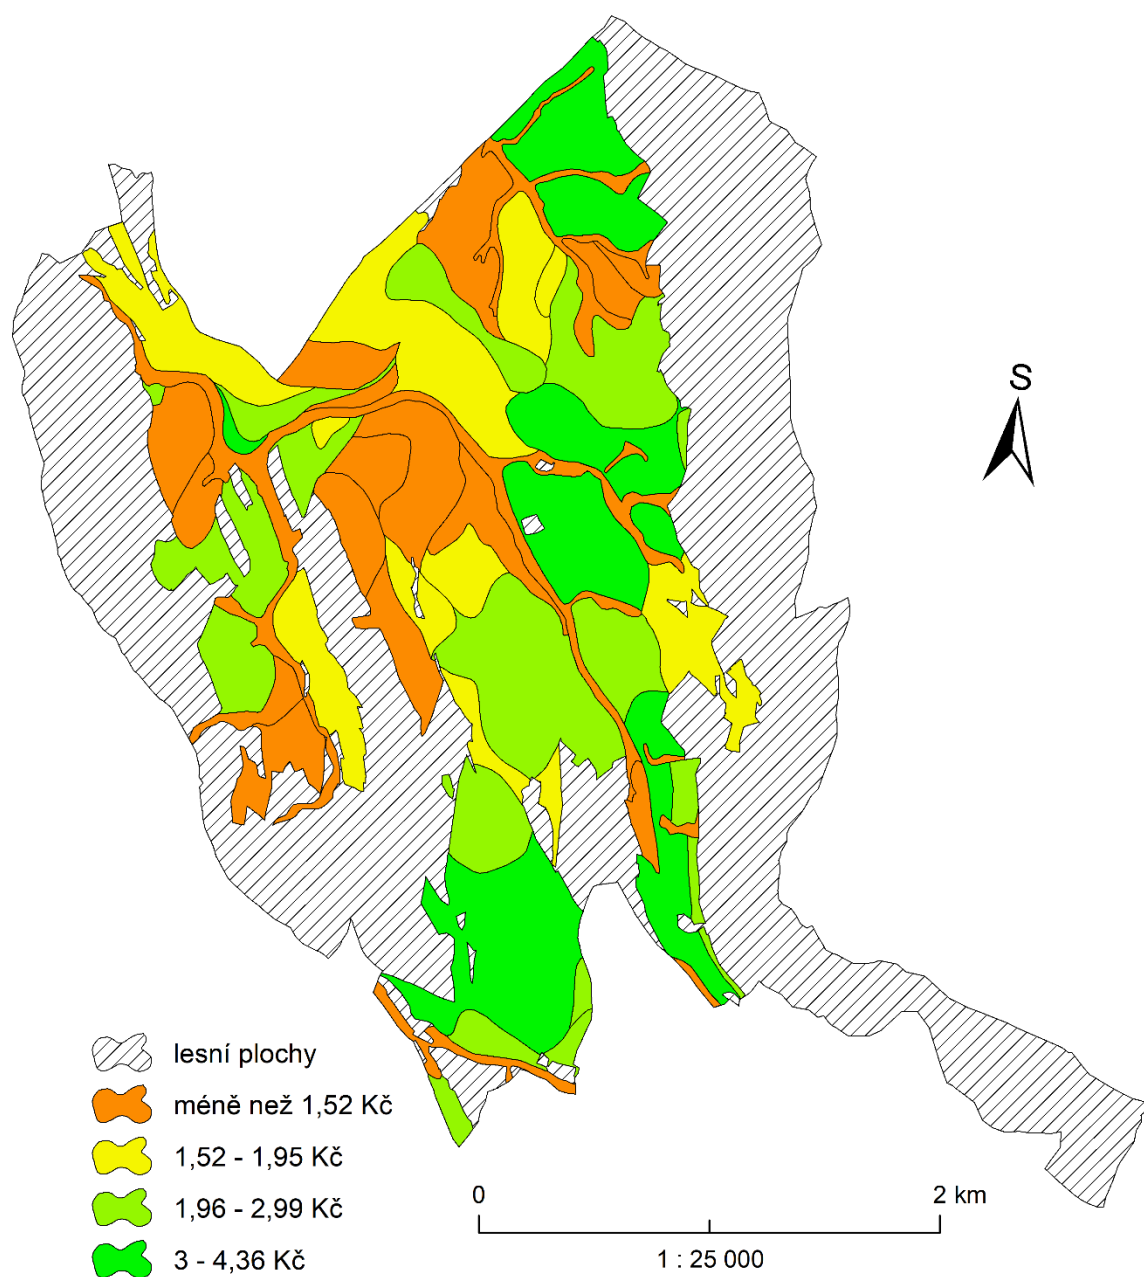 S
lesní plochy
méně než 1,52 Kč
1,52 - 1,95 Kč
1,96 - 2,99 Kč
3 - 4,36 Kč
0 2 km
1 : 25 000